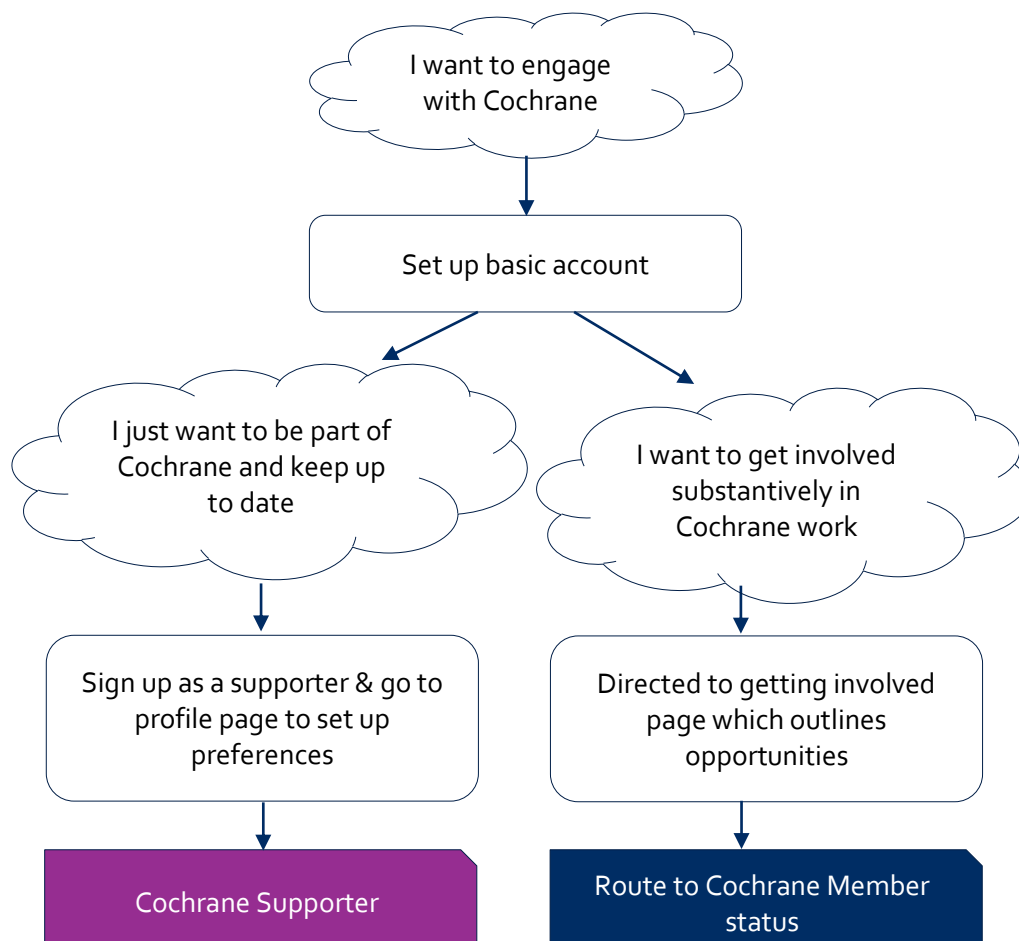 I want to engage
with Cochrane
Set up basic account
I just want to be part of
Cochrane and keep up
to date
I want to get involved
substantively in
Cochrane work
Sign up as a supporter & go to
profile page to set up
preferences
Directed to getting involved
page which outlines
opportunities
Cochrane Supporter
Route to Cochrane Member
status